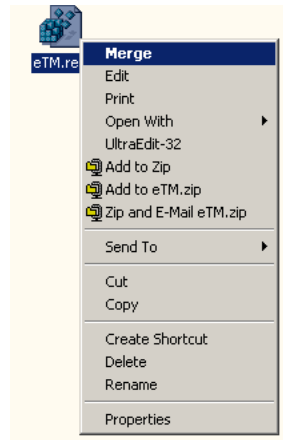 eTM.re
Merge
Edit
Print
Open With
UltraEdit-32
Add to Zip
Add to eTM.zip
Zip and E-Mail eTM.zip
Send To
Cut
Copy
Create Shortcut
Delete
Rename
Properties